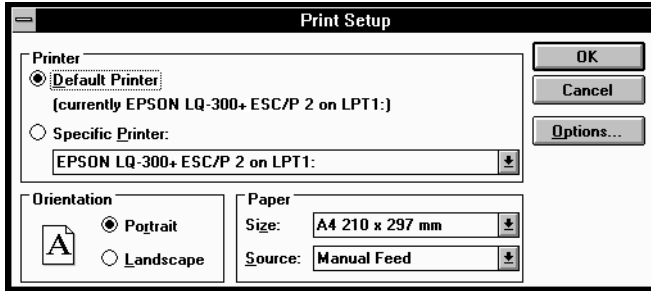 Print Setup
Printer
Default Printer
(currently EPSON LQ-300+ ESC/P 2 on LPT1:)
Specific Printer:
EPSON LQ-300+ ESC/P 2 on LPT1:
OK
Cancel
Options...
Orientation
A
Portrait
Landscape
Paper
Size: A4 210 x 297 mm
Source: Manual Feed